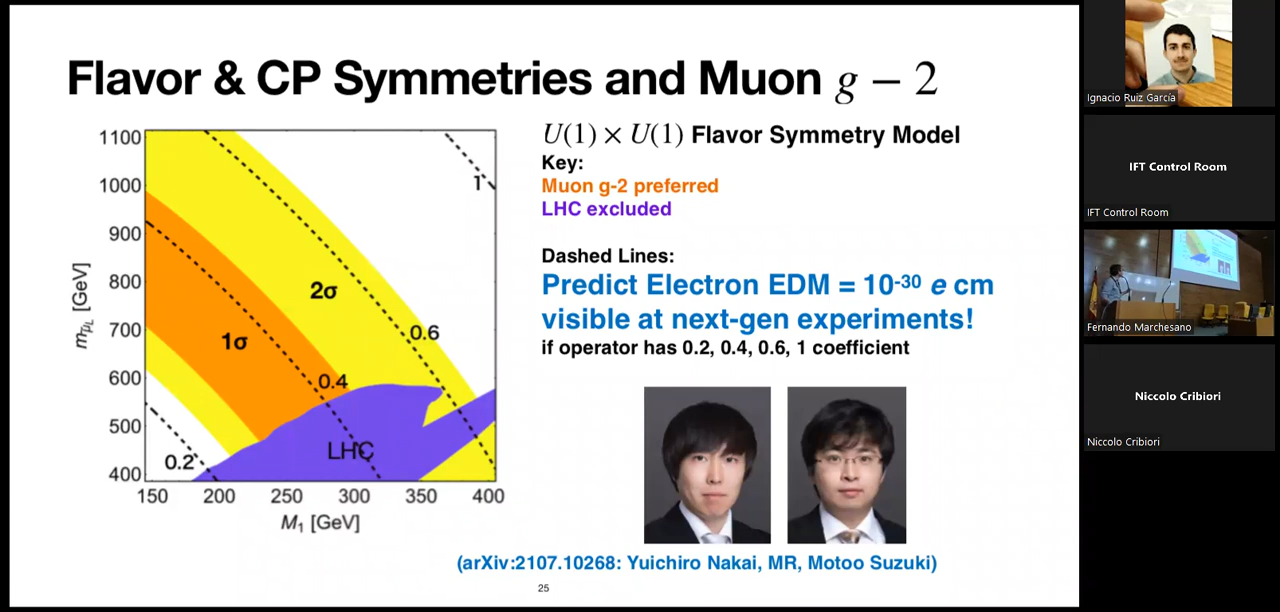 Flavor & CP Symmetries and Muon g − 2
1100
1000
900
800
700
600
500
400
m_μ̃L [GeV]
2σ
1σ
1
0.6
0.4
0.2
LHC
150 200 250 300 350 400
M₁ [GeV]
U(1) × U(1) Flavor Symmetry Model
Key:
Muon g-2 preferred
LHC excluded
Dashed Lines:
Predict Electron EDM = 10⁻³⁰ e cm
visible at next-gen experiments!
if operator has 0.2, 0.4, 0.6, 1 coefficient
(arXiv:2107.10268: Yuichiro Nakai, MR, Motoo Suzuki)
25
Ignacio Ruiz García
IFT Control Room
IFT Control Room
Fernando Marchesano
Niccolo Cribiori
Niccolo Cribiori